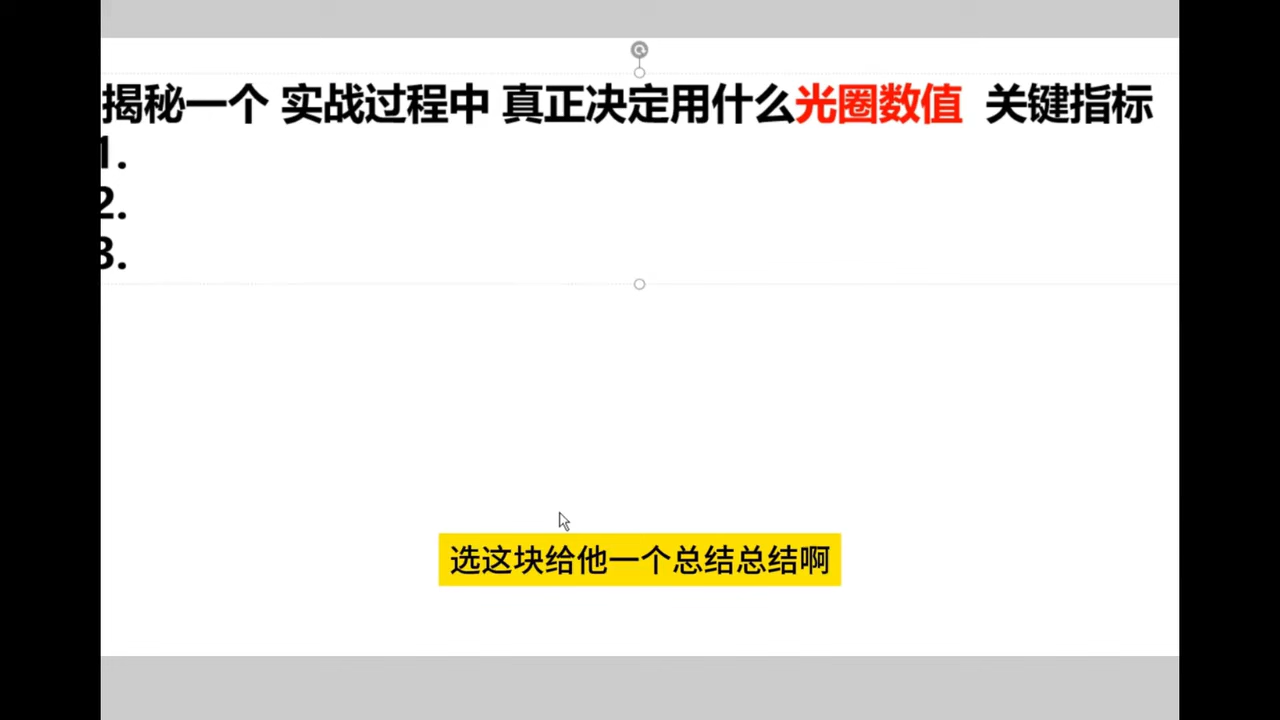 揭秘一个 实战过程中 真正决定用什么光圈数值 关键指标
1.
2.
3.
选这块给他一个总结总结啊